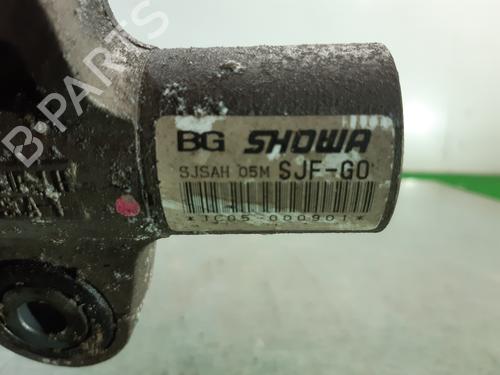 BG SHOWA
SJSAH 05M SJF-G0
*JC05-000901*
B-PARTS